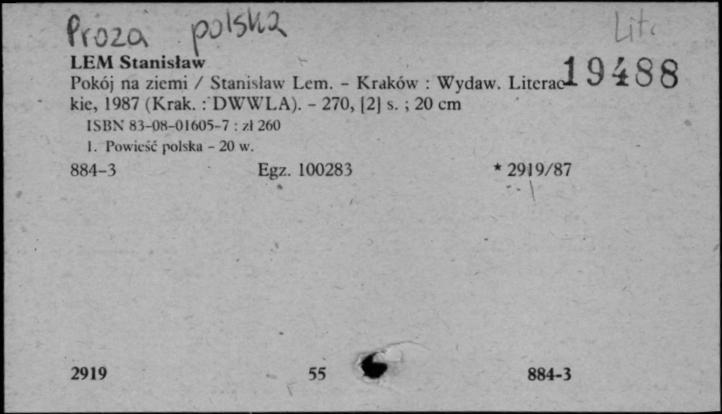 Proza polska Lit.
LEM Stanisław
19488
Pokój na ziemi / Stanisław Lem. – Kraków : Wydaw. Literac-
kie, 1987 (Krak. : DWWLA). – 270, [2] s. ; 20 cm
ISBN 83-08-01605-7 : zł 260
1. Powieść polska – 20 w.
884-3 Egz. 100283 * 2919/87
2919 55 884-3